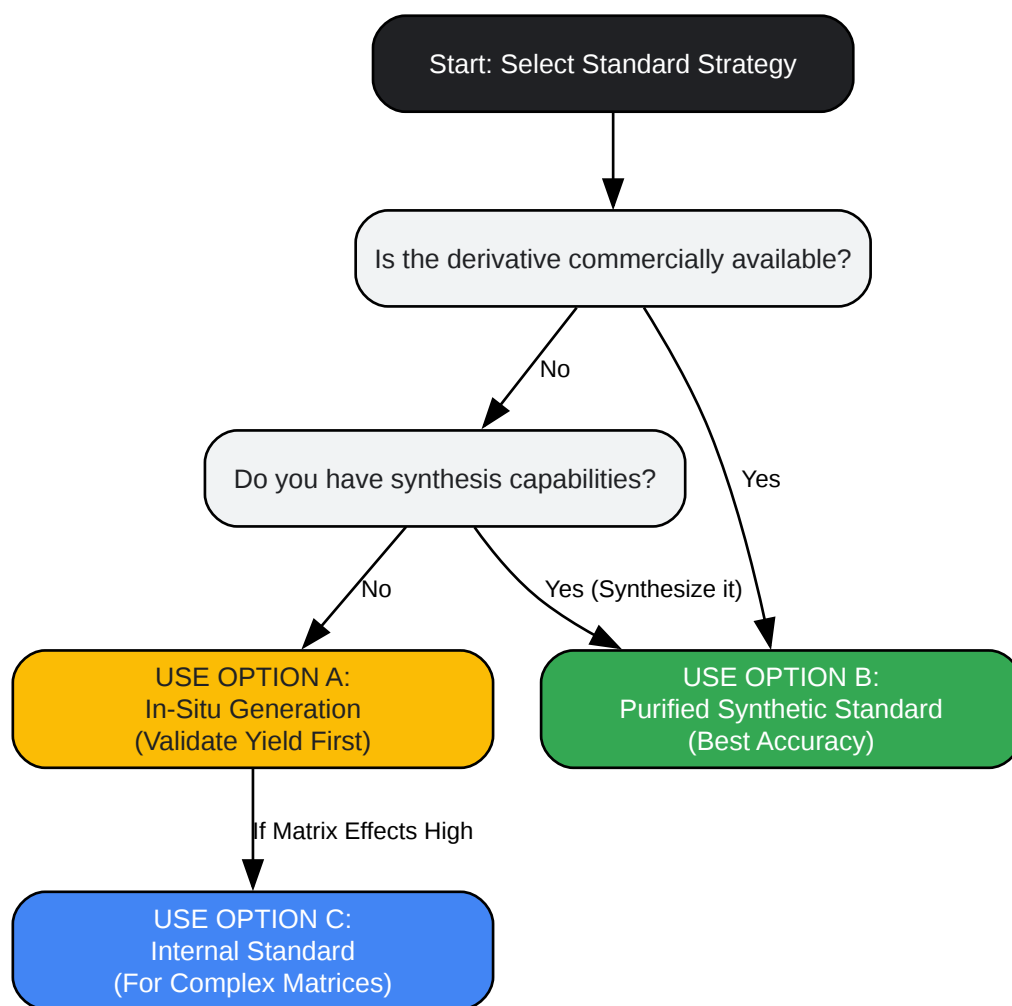 Start: Select Standard Strategy
Is the derivative commercially available?
No
Do you have synthesis capabilities?
Yes
No
Yes (Synthesize it)
USE OPTION A:
In-Situ Generation
(Validate Yield First)
USE OPTION B:
Purified Synthetic Standard
(Best Accuracy)
If Matrix Effects High
USE OPTION C:
Internal Standard
(For Complex Matrices)